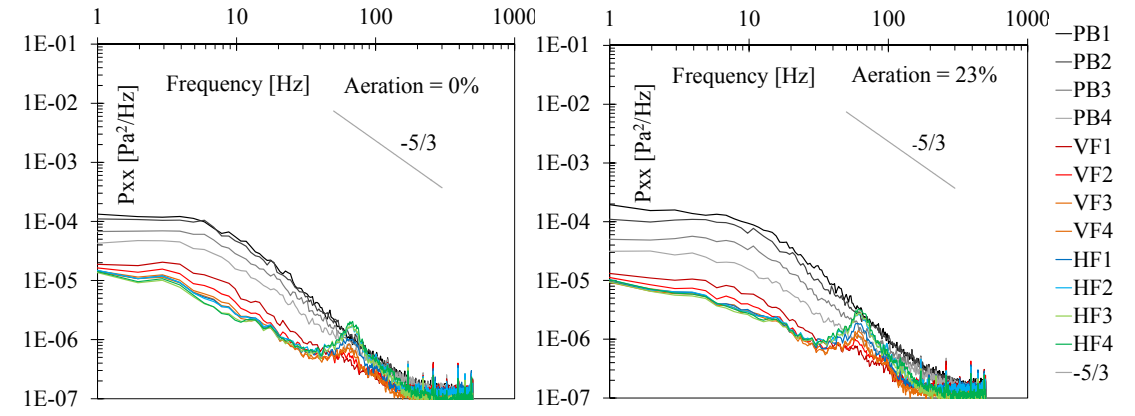 1 10 100 1000
1E-01
Frequency [Hz] Aeration = 0%
1E-02
Pxx [Pa²/Hz]
-5/3
1E-03
1E-04
1E-05
1E-06
1E-07
1 10 100 1000
1E-01
Frequency [Hz] Aeration = 23%
1E-02
Pxx [Pa²/Hz]
-5/3
1E-03
1E-04
1E-05
1E-06
1E-07
PB1
PB2
PB3
PB4
VF1
VF2
VF3
VF4
HF1
HF2
HF3
HF4
-5/3